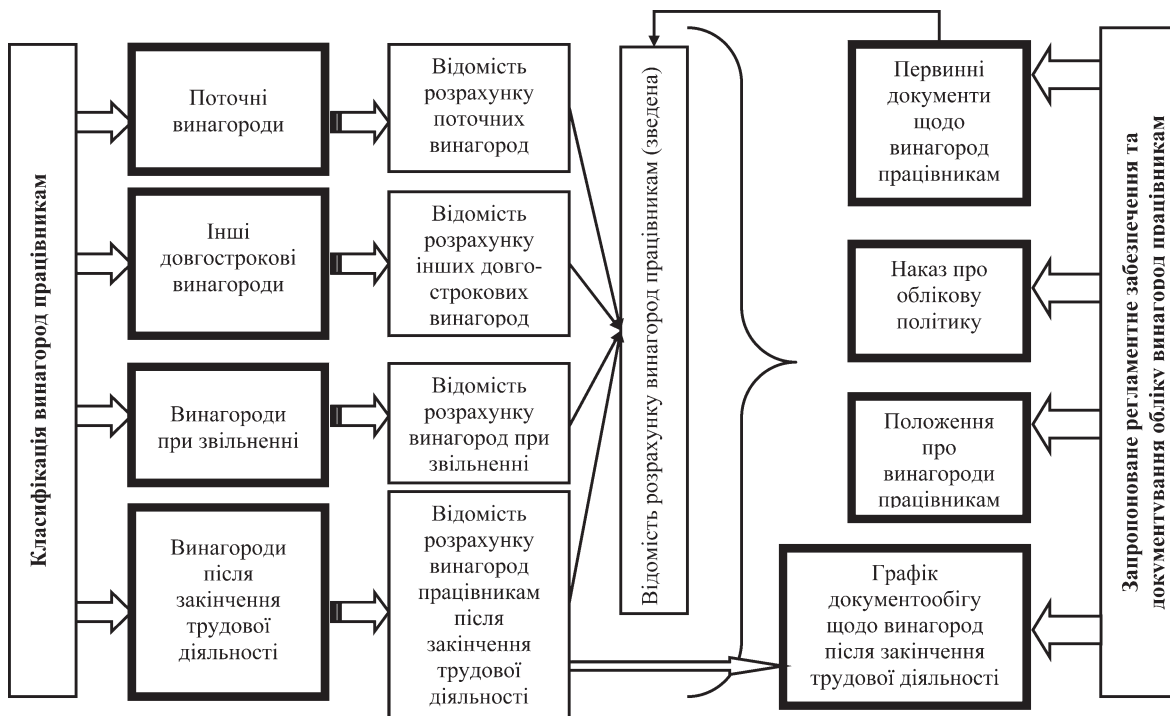 Класифікація винагород працівникам
Поточні
винагороди
Інші
довгострокові
винагороди
Винагороди
при звільненні
Винагороди
після
закінчення
трудової
діяльності
Відомість
розрахунку
поточних
винагород
Відомість
розрахунку
інших довго-
строкових
винагород
Відомість
розрахунку
винагород при
звільненні
Відомість
розрахунку
винагород
працівникам
після
закінчення
трудової
діяльності
Відомість розрахунку винагород працівникам (зведена)
Первинні
документи
щодо
винагород
працівникам
Наказ про
облікову
політику
Положення
про
винагороди
працівникам
Графік
документообігу
щодо винагород
після закінчення
трудової діяльності
Запропоноване регламентне забезпечення та
документування обліку винагород працівникам